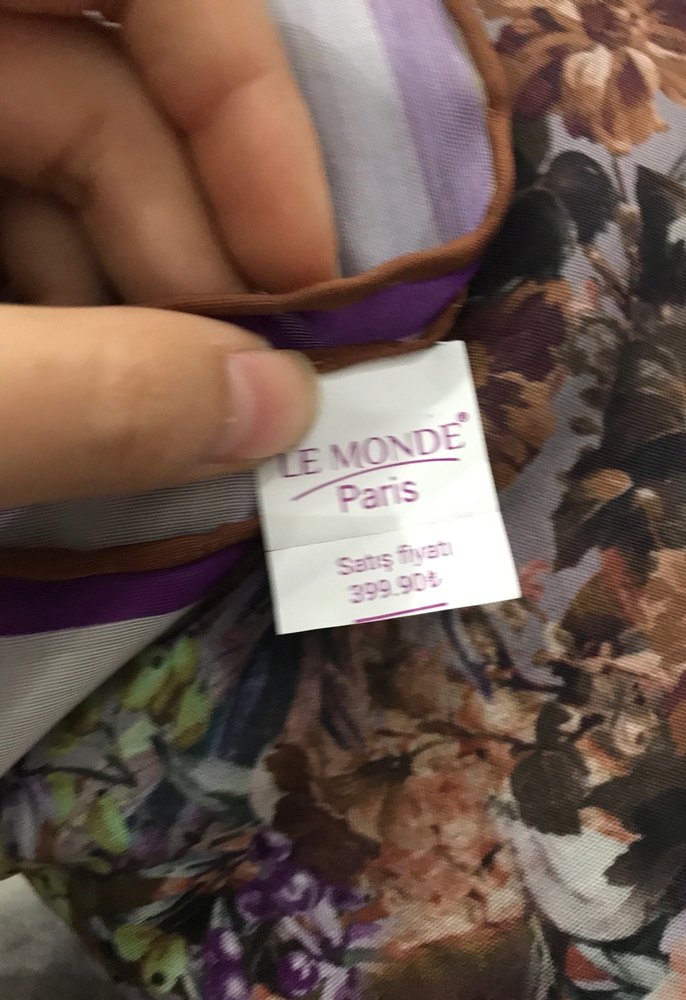 LE MONDE®
Paris
Satış fiyatı
399.90₺